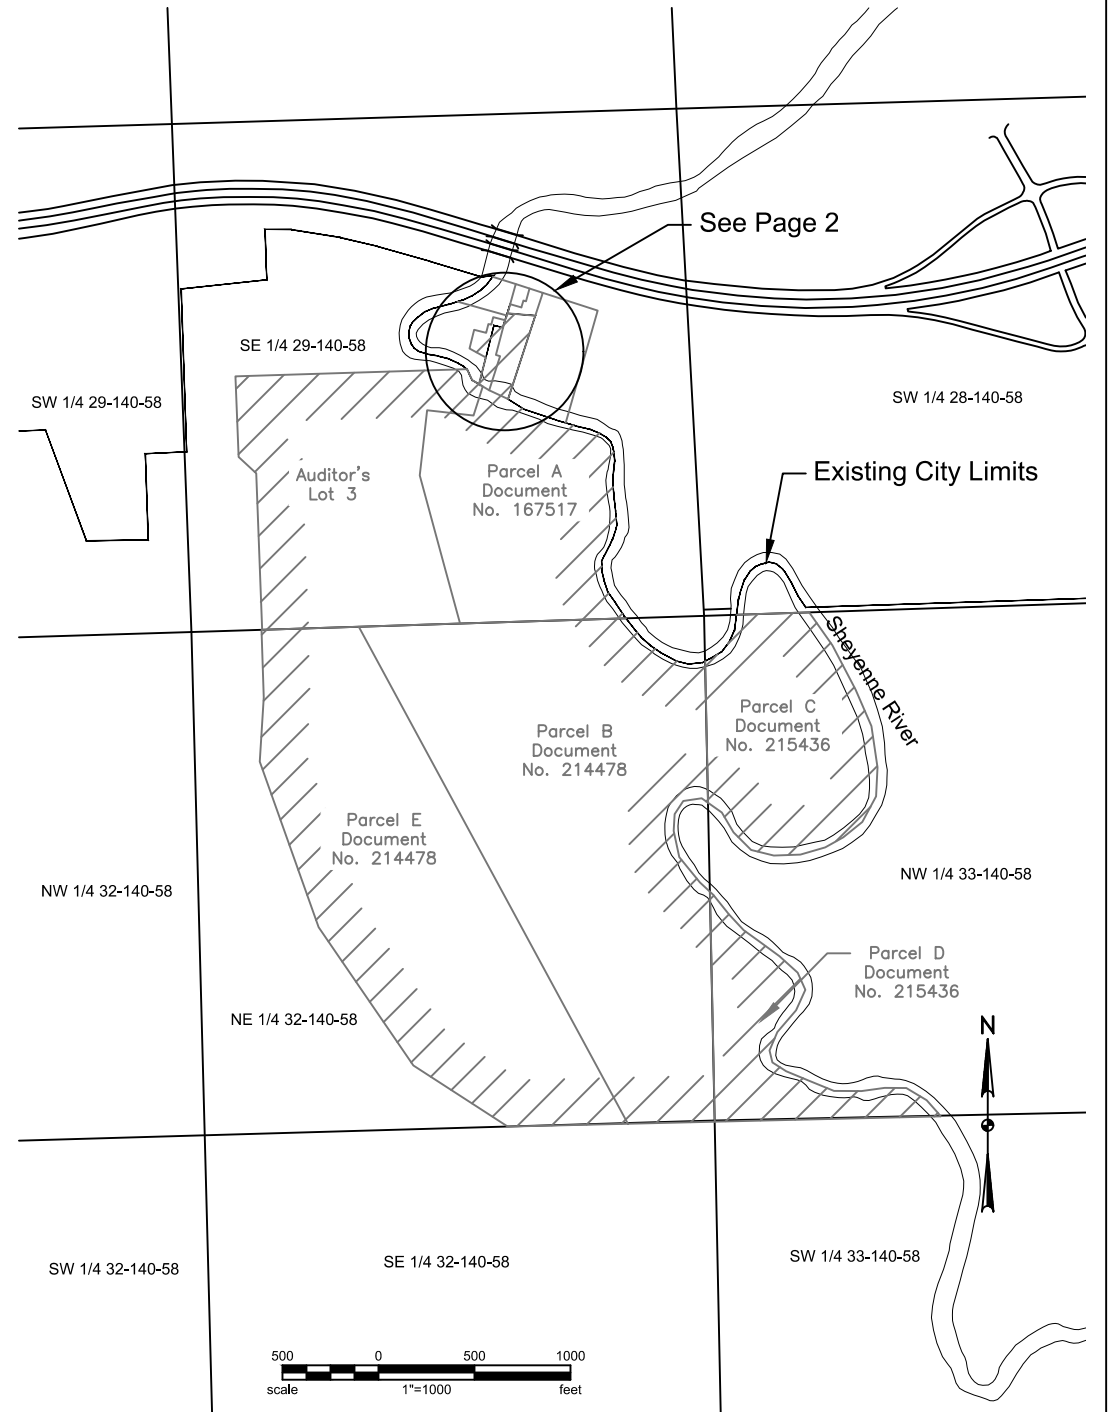 See Page 2
SE 1/4 29-140-58
SW 1/4 29-140-58
SW 1/4 28-140-58
Auditor's
Lot 3
Parcel A
Document
No. 167517
Existing City Limits
Sheyenne River
Parcel C
Document
No. 215436
Parcel B
Document
No. 214478
Parcel E
Document
No. 214478
NW 1/4 32-140-58
NW 1/4 33-140-58
Parcel D
Document
No. 215436
NE 1/4 32-140-58
N
SW 1/4 32-140-58
SE 1/4 32-140-58
SW 1/4 33-140-58
500 0 500 1000
scale 1"=1000 feet